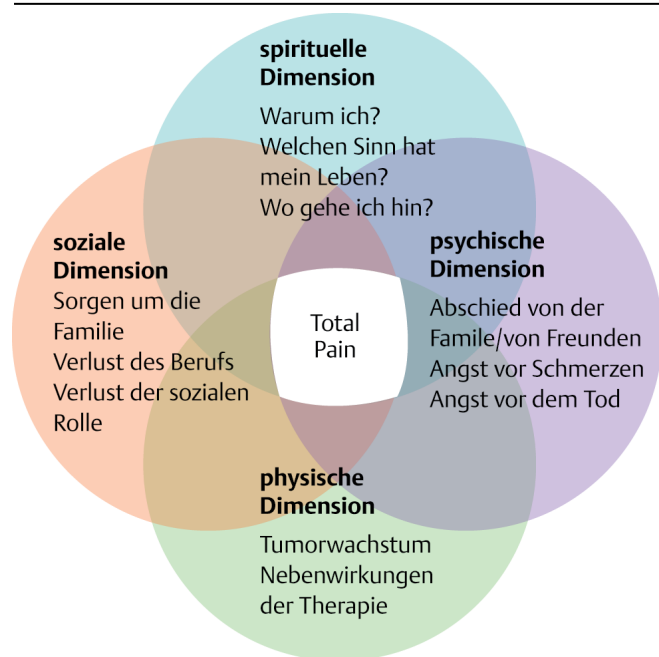 spirituelle
Dimension
Warum ich?
Welchen Sinn hat
mein Leben?
Wo gehe ich hin?
soziale
Dimension
Sorgen um die
Familie
Verlust des Berufs
Verlust der sozialen
Rolle
Total
Pain
psychische
Dimension
Abschied von der
Famile/von Freunden
Angst vor Schmerzen
Angst vor dem Tod
physische
Dimension
Tumorwachstum
Nebenwirkungen
der Therapie